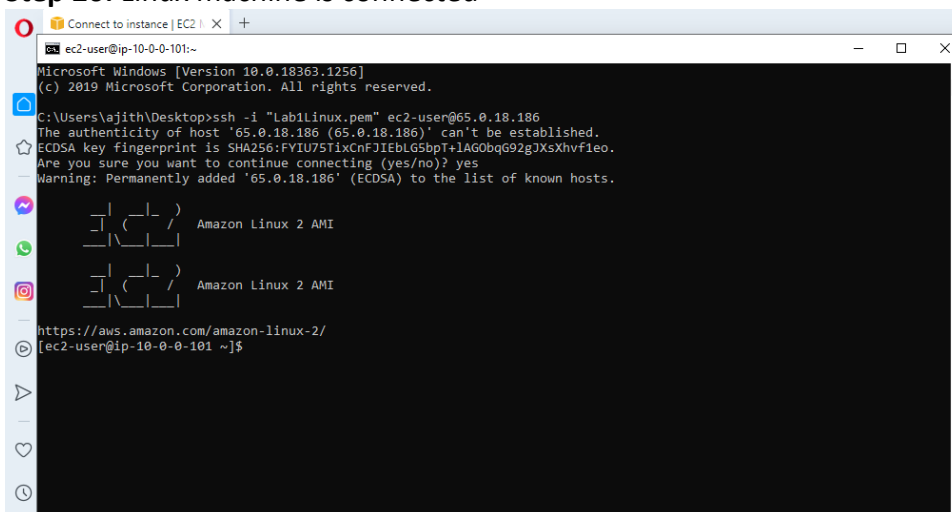 Step 20: Linux machine is connected
Connect to instance | EC2 M
ec2-user@ip-10-0-0-101:~
Microsoft Windows [Version 10.0.18363.1256]
(c) 2019 Microsoft Corporation. All rights reserved.
C:\Users\ajith\Desktop>ssh -i "Lab1Linux.pem" ec2-user@65.0.18.186
The authenticity of host '65.0.18.186 (65.0.18.186)' can't be established.
ECDSA key fingerprint is SHA256:FYIU75TixCnFJIEbLG5bpT+lAGObqG92gJXsXhvf1eo.
Are you sure you want to continue connecting (yes/no)? yes
Warning: Permanently added '65.0.18.186' (ECDSA) to the list of known hosts.
__| __|_ )
_| ( / Amazon Linux 2 AMI
___|\___|___|
__| __|_ )
_| ( / Amazon Linux 2 AMI
___|\___|___|
https://aws.amazon.com/amazon-linux-2/
[ec2-user@ip-10-0-0-101 ~]$